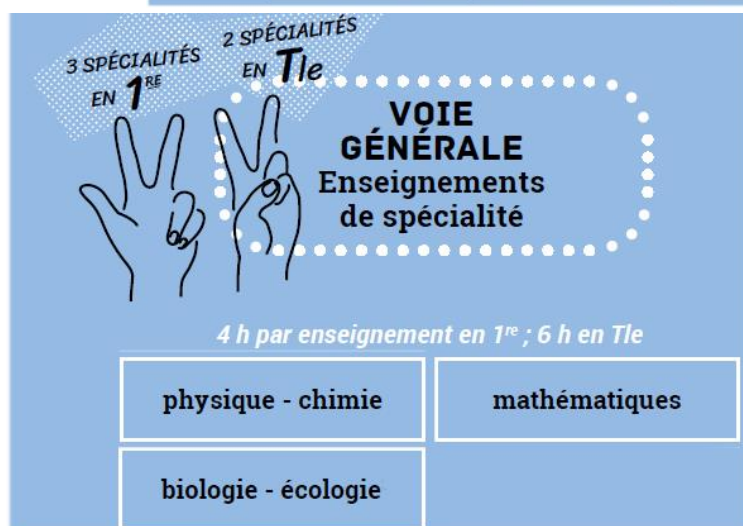 3 SPÉCIALITÉS
EN 1RE
2 SPÉCIALITÉS
EN Tle
VOIE
GÉNÉRALE
Enseignements
de spécialité
4 h par enseignement en 1re ; 6 h en Tle
physique - chimie
mathématiques
biologie - écologie